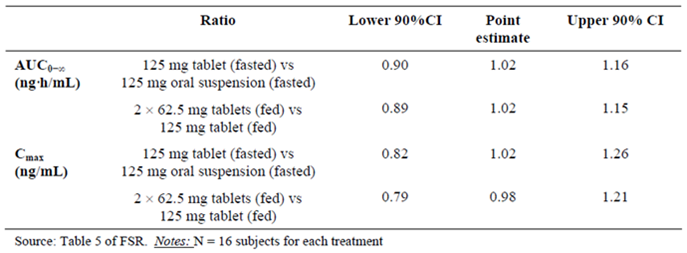 Ratio Lower 90%CI Point estimate Upper 90% CI
AUC₀₋∞ (ng·h/mL) 125 mg tablet (fasted) vs 125 mg oral suspension (fasted) 0.90 1.02 1.16
2 × 62.5 mg tablets (fed) vs 125 mg tablet (fed) 0.89 1.02 1.15
Cmax (ng/mL) 125 mg tablet (fasted) vs 125 mg oral suspension (fasted) 0.82 1.02 1.26
2 × 62.5 mg tablets (fed) vs 125 mg tablet (fed) 0.79 0.98 1.21
Source: Table 5 of FSR. Notes: N = 16 subjects for each treatment